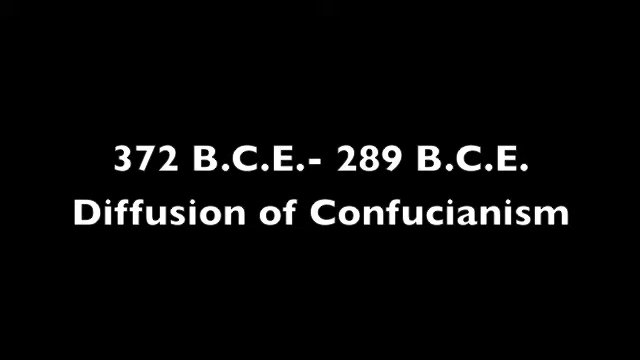 372 B.C.E.- 289 B.C.E.
Diffusion of Confucianism